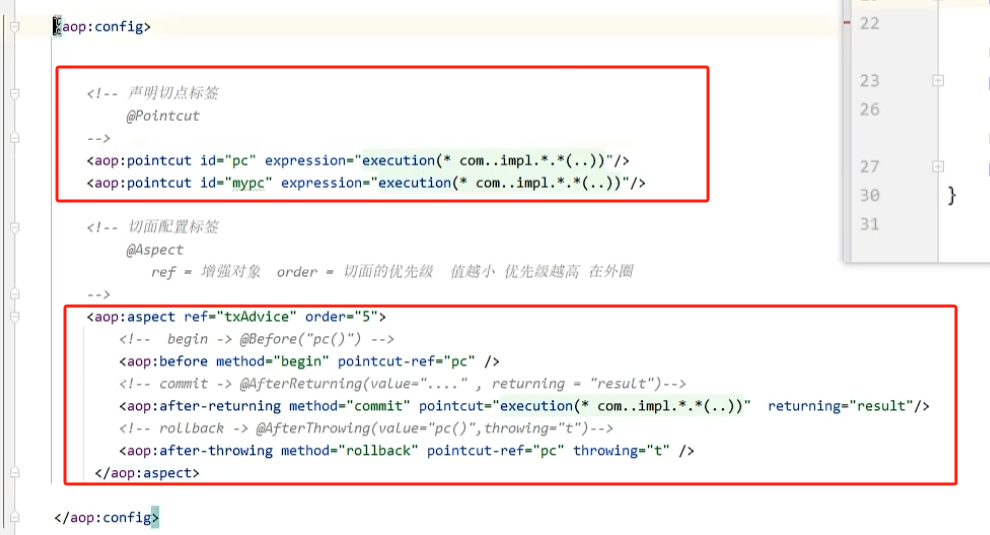 <aop:config>
<!-- 声明切点标签
@Pointcut
-->
<aop:pointcut id="pc" expression="execution(* com..impl.*.*(..))"/>
<aop:pointcut id="mypc" expression="execution(* com..impl.*.*(..))"/>
<!-- 切面配置标签
@Aspect
ref = 增强对象 order = 切面的优先级 值越小 优先级越高 在外圈
-->
<aop:aspect ref="txAdvice" order="5">
<!-- begin -> @Before("pc()") -->
<aop:before method="begin" pointcut-ref="pc" />
<!-- commit -> @AfterReturning(value="...." , returning = "result")-->
<aop:after-returning method="commit" pointcut="execution(* com..impl.*.*(..))" returning="result"/>
<!-- rollback -> @AfterThrowing(value="pc()",throwing="t")-->
<aop:after-throwing method="rollback" pointcut-ref="pc" throwing="t" />
</aop:aspect>
</aop:config>
22
23
26
27
30 }
31